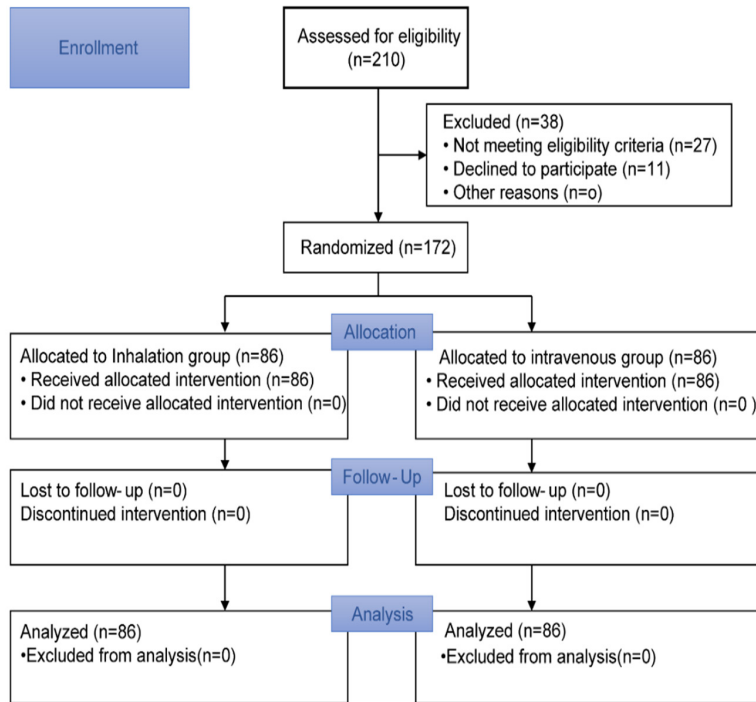 Enrollment
Assessed for eligibility
(n=210)
Excluded (n=38)
• Not meeting eligibility criteria (n=27)
• Declined to participate (n=11)
• Other reasons (n=o)
Randomized (n=172)
Allocation
Allocated to Inhalation group (n=86)
• Received allocated intervention (n=86)
• Did not receive allocated intervention (n=0)
Allocated to intravenous group (n=86)
• Received allocated intervention (n=86)
• Did not receive allocated intervention (n=0 )
Follow-Up
Lost to follow-up (n=0)
Discontinued intervention (n=0)
Lost to follow-up (n=0)
Discontinued intervention (n=0)
Analysis
Analyzed (n=86)
•Excluded from analysis(n=0)
Analyzed (n=86)
•Excluded from analysis(n=0)